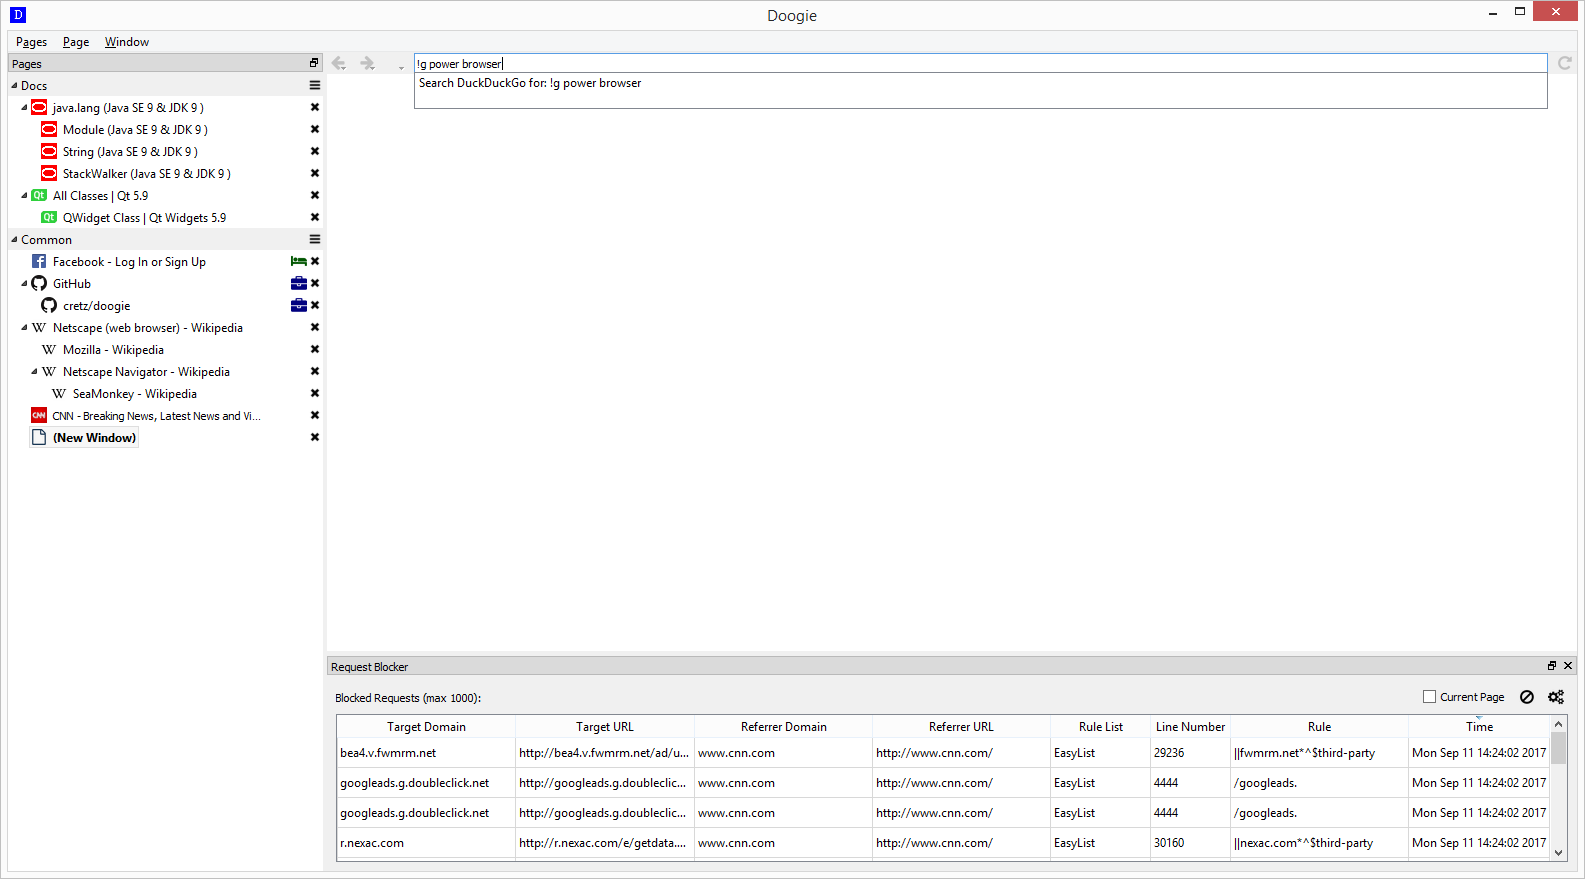 D
Doogie
Pages Page Window
Pages
!g power browser
Search DuckDuckGo for: !g power browser
Docs
java.lang (Java SE 9 & JDK 9 )
Module (Java SE 9 & JDK 9 )
String (Java SE 9 & JDK 9 )
StackWalker (Java SE 9 & JDK 9 )
Qt All Classes | Qt 5.9
Qt QWidget Class | Qt Widgets 5.9
Common
f Facebook - Log In or Sign Up
GitHub
cretz/doogie
W Netscape (web browser) - Wikipedia
W Mozilla - Wikipedia
W Netscape Navigator - Wikipedia
W SeaMonkey - Wikipedia
CNN CNN - Breaking News, Latest News and Vi...
(New Window)
Request Blocker
Blocked Requests (max 1000): Current Page
Target Domain Target URL Referrer Domain Referrer URL Rule List Line Number Rule Time
bea4.v.fwmrm.net http://bea4.v.fwmrm.net/ad/u... www.cnn.com http://www.cnn.com/ EasyList 29236 ||fwmrm.net*^$third-party Mon Sep 11 14:24:02 2017
googleads.g.doubleclick.net http://googleads.g.doubleclic... www.cnn.com http://www.cnn.com/ EasyList 4444 /googleads. Mon Sep 11 14:24:02 2017
googleads.g.doubleclick.net http://googleads.g.doubleclic... www.cnn.com http://www.cnn.com/ EasyList 4444 /googleads. Mon Sep 11 14:24:02 2017
r.nexac.com http://r.nexac.com/e/getdata.... www.cnn.com http://www.cnn.com/ EasyList 30160 ||nexac.com*^$third-party Mon Sep 11 14:24:02 2017